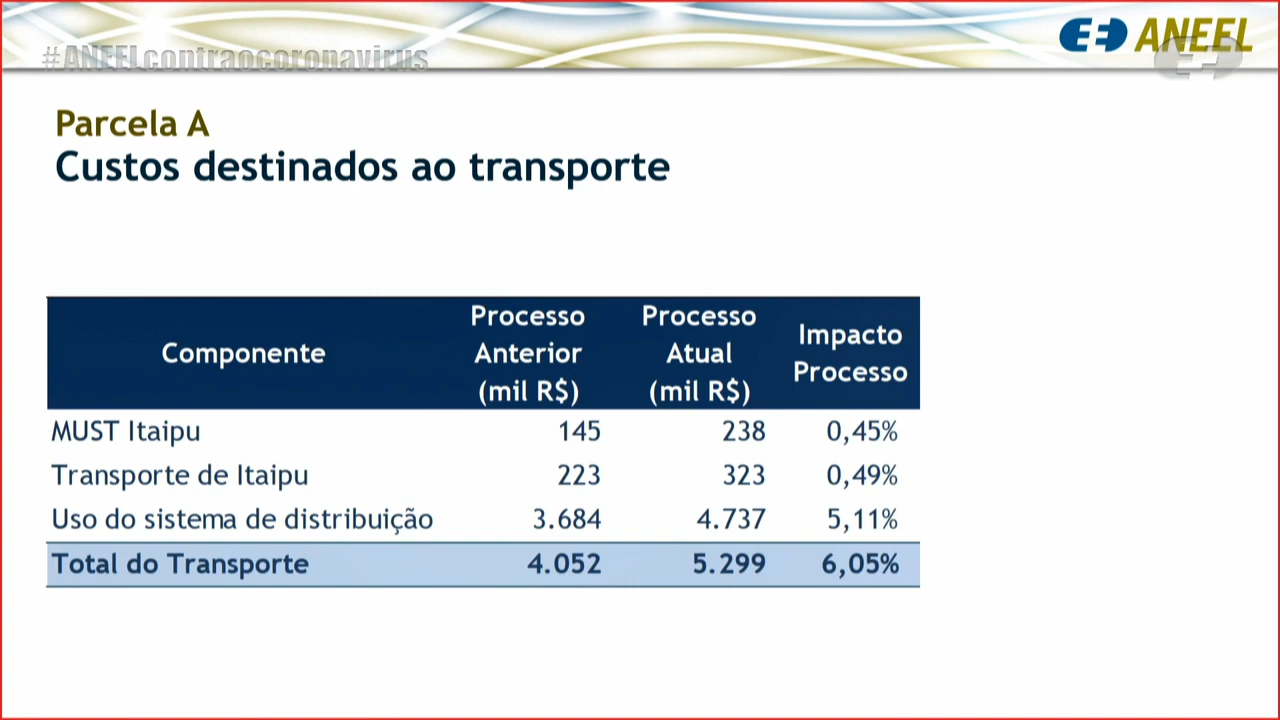 #ANEELcontraocoronavirus
ANEEL
Parcela A
Custos destinados ao transporte
Componente Processo Anterior (mil R$) Processo Atual (mil R$) Impacto Processo
MUST Itaipu 145 238 0,45%
Transporte de Itaipu 223 323 0,49%
Uso do sistema de distribuição 3.684 4.737 5,11%
Total do Transporte 4.052 5.299 6,05%